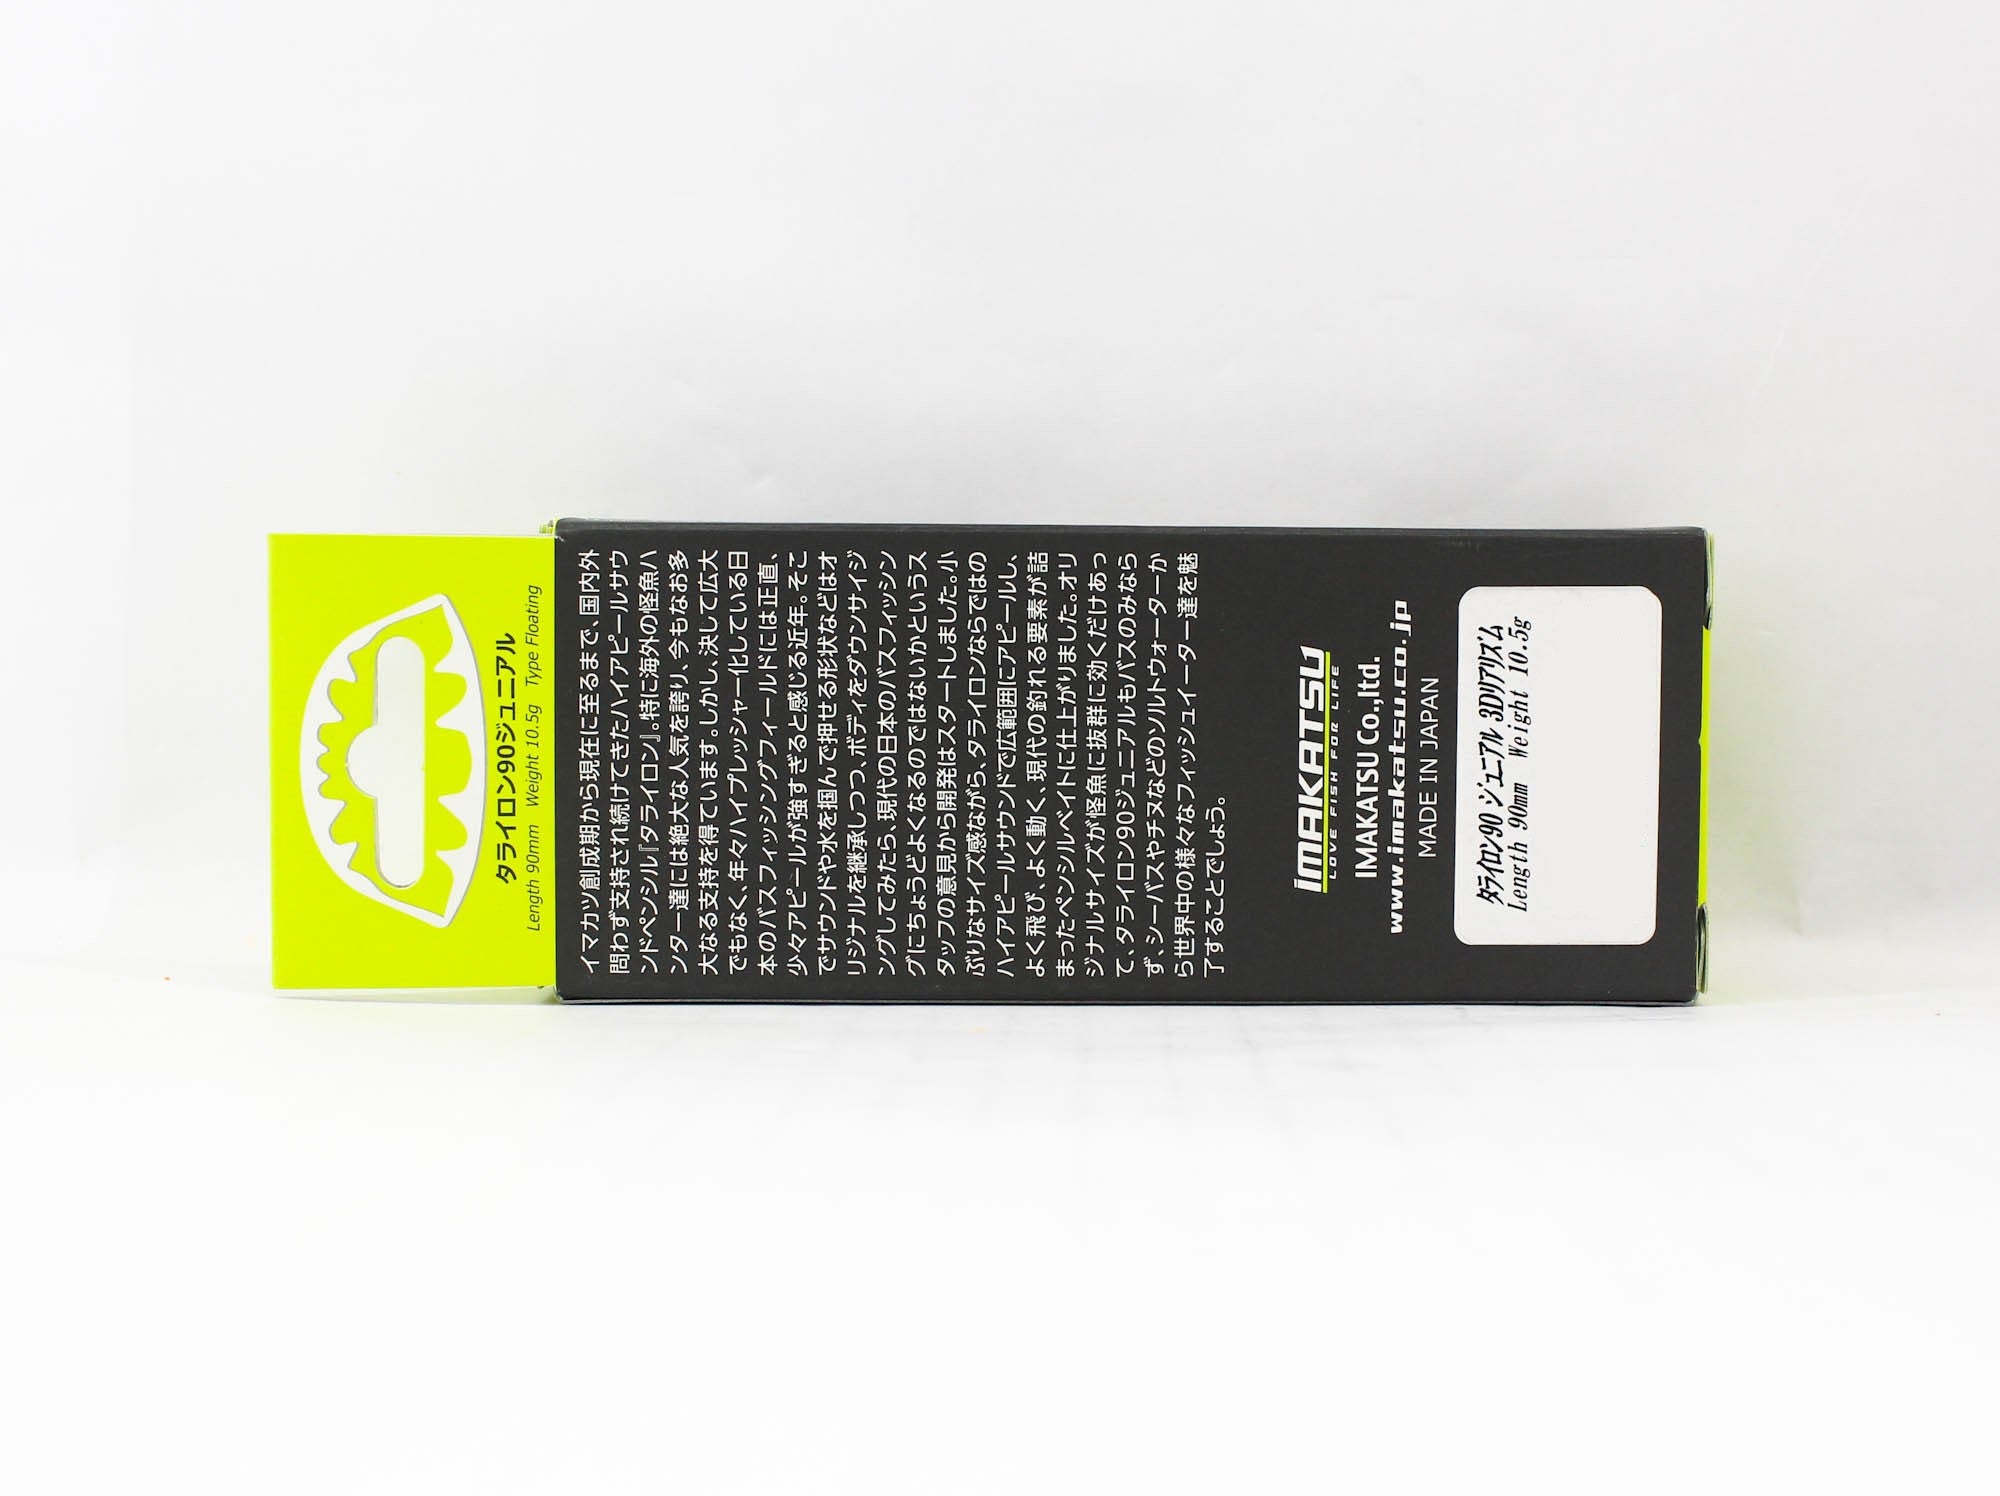 タライロン90ジュニアル
Length 90mm Weight 10.5g Type Floating
イマカツ創成期から現在に至るまで、国内外
問わず支持され続けてきたハイアピールサウ
ンドペンシル『タライロン』。特に海外の怪魚ハ
ンター達には絶大な人気を誇り、今もなお多
大なる支持を得ています。しかし、決して広大
でもなく、年々ハイプレッシャー化している日
本のバスフィッシングフィールドには正直、
少々アピールが強すぎると感じる近年。そこ
でサウンドや水を掴んで押せる形状などはオ
リジナルを継承しつつ、ボディをダウンサイジ
ングしてみたら、現代の日本のバスフィッシン
グにちょうどよくなるのではないかというス
タッフの意見から開発はスタートしました。小
ぶりなサイズ感ながら、タライロンならではの
ハイアピールサウンドで広範囲にアピールし、
よく飛び、よく動く、現代の釣れる要素が詰
まったペンシルベイトに仕上がりました。オリ
ジナルサイズが怪魚に抜群に効くだけあっ
て、タライロン90ジュニアルもバスのみなら
ず、シーバスやチヌなどのソルトウォーターか
ら世界中の様々なフィッシュイーター達を魅
了することでしょう。
iMAKATSU
LOVE FISH FOR LIFE
IMAKATSU Co.,ltd.
www.imakatsu.co.jp
MADE IN JAPAN
タライロン90 ジュニアル 3Dリアリズム
Length 90mm Weight 10.5g